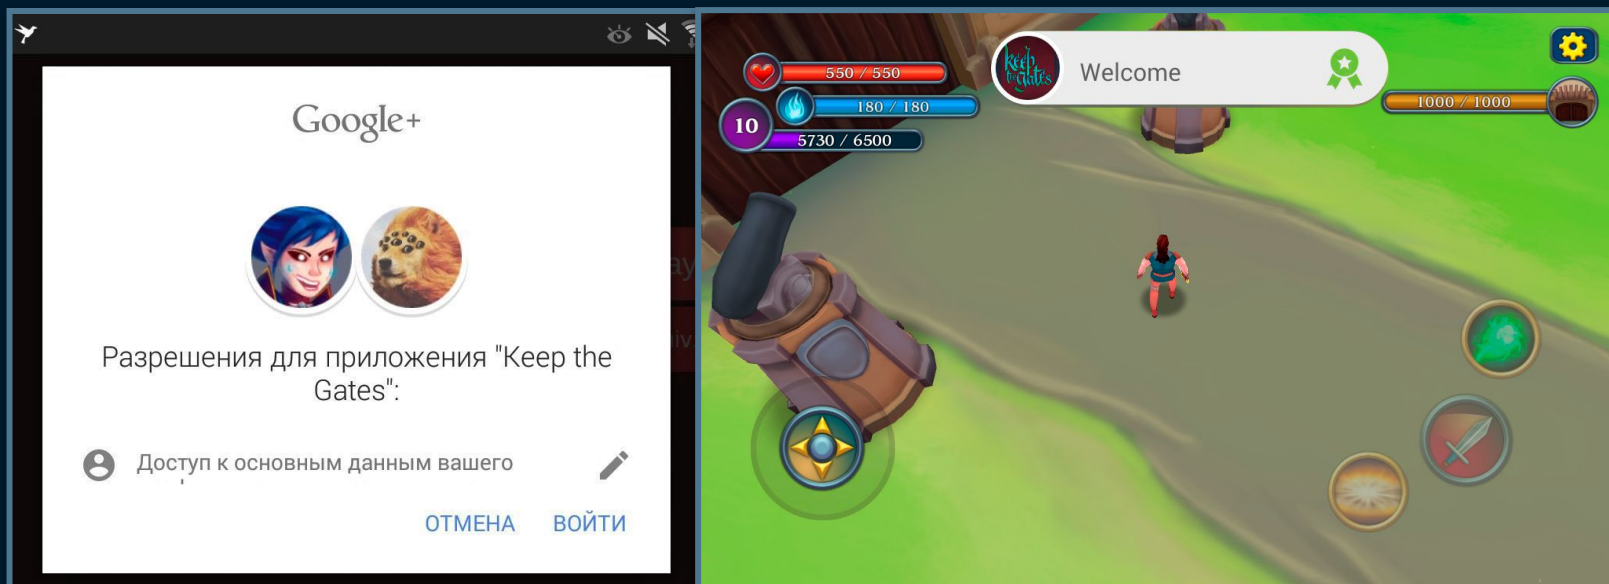 Google+
Разрешения для приложения "Keep the
Gates":
Доступ к основным данным вашего
ОТМЕНА ВОЙТИ
keep
the gates
Welcome
550 / 550
180 / 180
10
5730 / 6500
1000 / 1000